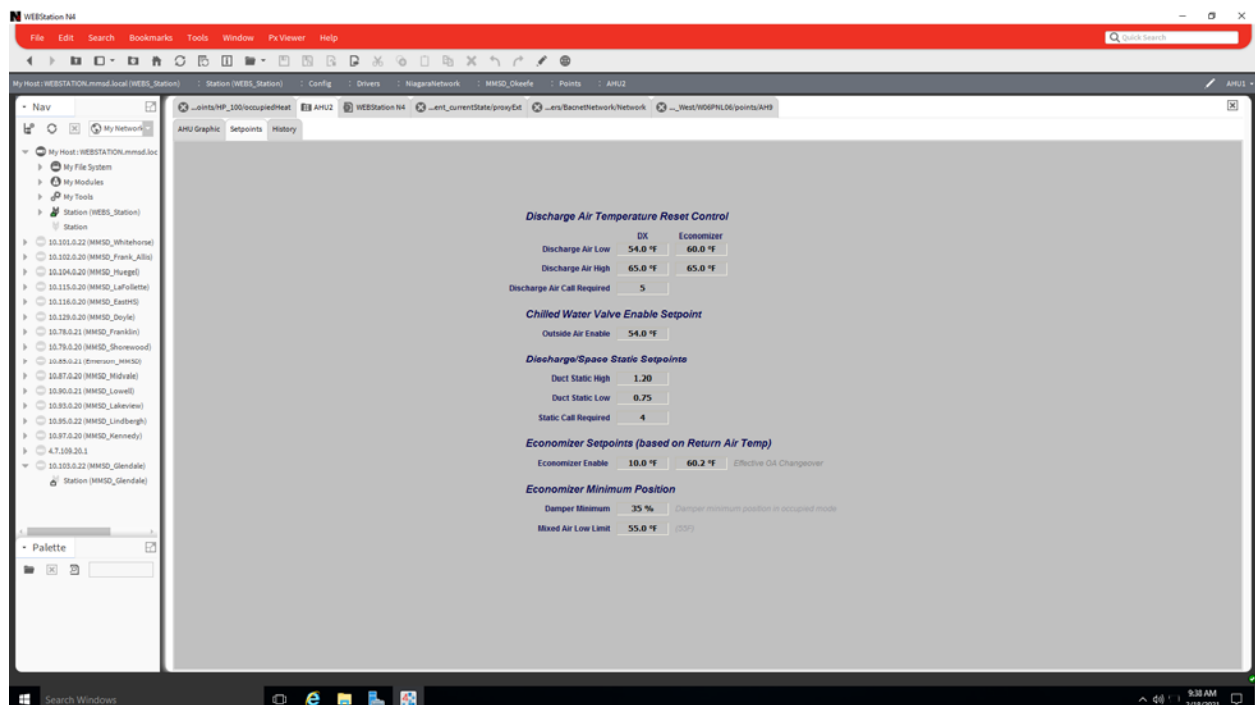 WEBStation N4
File Edit Search Bookmarks Tools Window Px Viewer Help
Quick Search
My Host : WEBSTATION.mmsd.local (WEBS_Station) : Station (WEBS_Station) : Config : Drivers : NiagaraNetwork : MMSD_Okeefe : Points : AHU2
AHU1
Nav
My Network
My Host : WEBSTATION.mmsd.loc
My File System
My Modules
My Tools
Station (WEBS_Station)
Station
10.101.0.22 (MMSD_Whitehorse)
10.102.0.20 (MMSD_Frank_Allis)
10.104.0.20 (MMSD_Huegel)
10.115.0.20 (MMSD_LaFollette)
10.116.0.20 (MMSD_EastHS)
10.129.0.20 (MMSD_Doyle)
10.78.0.21 (MMSD_Franklin)
10.79.0.20 (MMSD_Shorewood)
10.85.0.21 (Emerson_MMSD)
10.87.0.20 (MMSD_Midvale)
10.90.0.21 (MMSD_Lowell)
10.93.0.20 (MMSD_Lakeview)
10.95.0.22 (MMSD_Lindbergh)
10.97.0.20 (MMSD_Kennedy)
4.7.109.20.1
10.103.0.22 (MMSD_Glendale)
Station (MMSD_Glendale)
Palette
...oints/HP_100/occupiedHeat AHU2 WEBStation N4 ...ent_currentState/proxyExt ...ers/BacnetNetwork/Network ..._West/W06PNL06/points/AH9
AHU Graphic Setpoints History
Discharge Air Temperature Reset Control
DX Economizer
Discharge Air Low 54.0 °F 60.0 °F
Discharge Air High 65.0 °F 65.0 °F
Discharge Air Call Required 5
Chilled Water Valve Enable Setpoint
Outside Air Enable 54.0 °F
Discharge/Space Static Setpoints
Duct Static High 1.20
Duct Static Low 0.75
Static Call Required 4
Economizer Setpoints (based on Return Air Temp)
Economizer Enable 10.0 °F 60.2 °F Effective OA Changeover
Economizer Minimum Position
Damper Minimum 35 % Damper minimum position in occupied mode
Mixed Air Low Limit 55.0 °F (55F)
Search Windows
9:38 AM